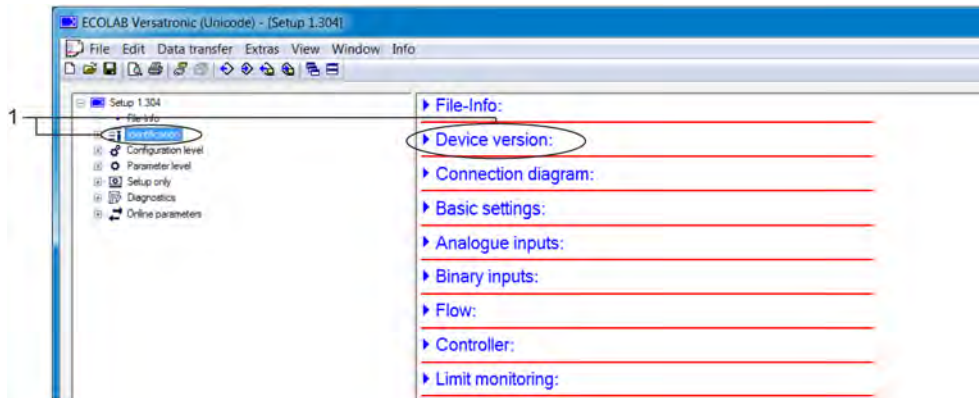 ECOLAB Versatronic (Unicode) - [Setup 1.304]
File Edit Data transfer Extras View Window Info
Setup 1.304
File-Info
1
Identification
Configuration level
Parameter level
Setup only
Diagnostics
Online parameters
File-Info:
Device version:
Connection diagram:
Basic settings:
Analogue inputs:
Binary inputs:
Flow:
Controller:
Limit monitoring: